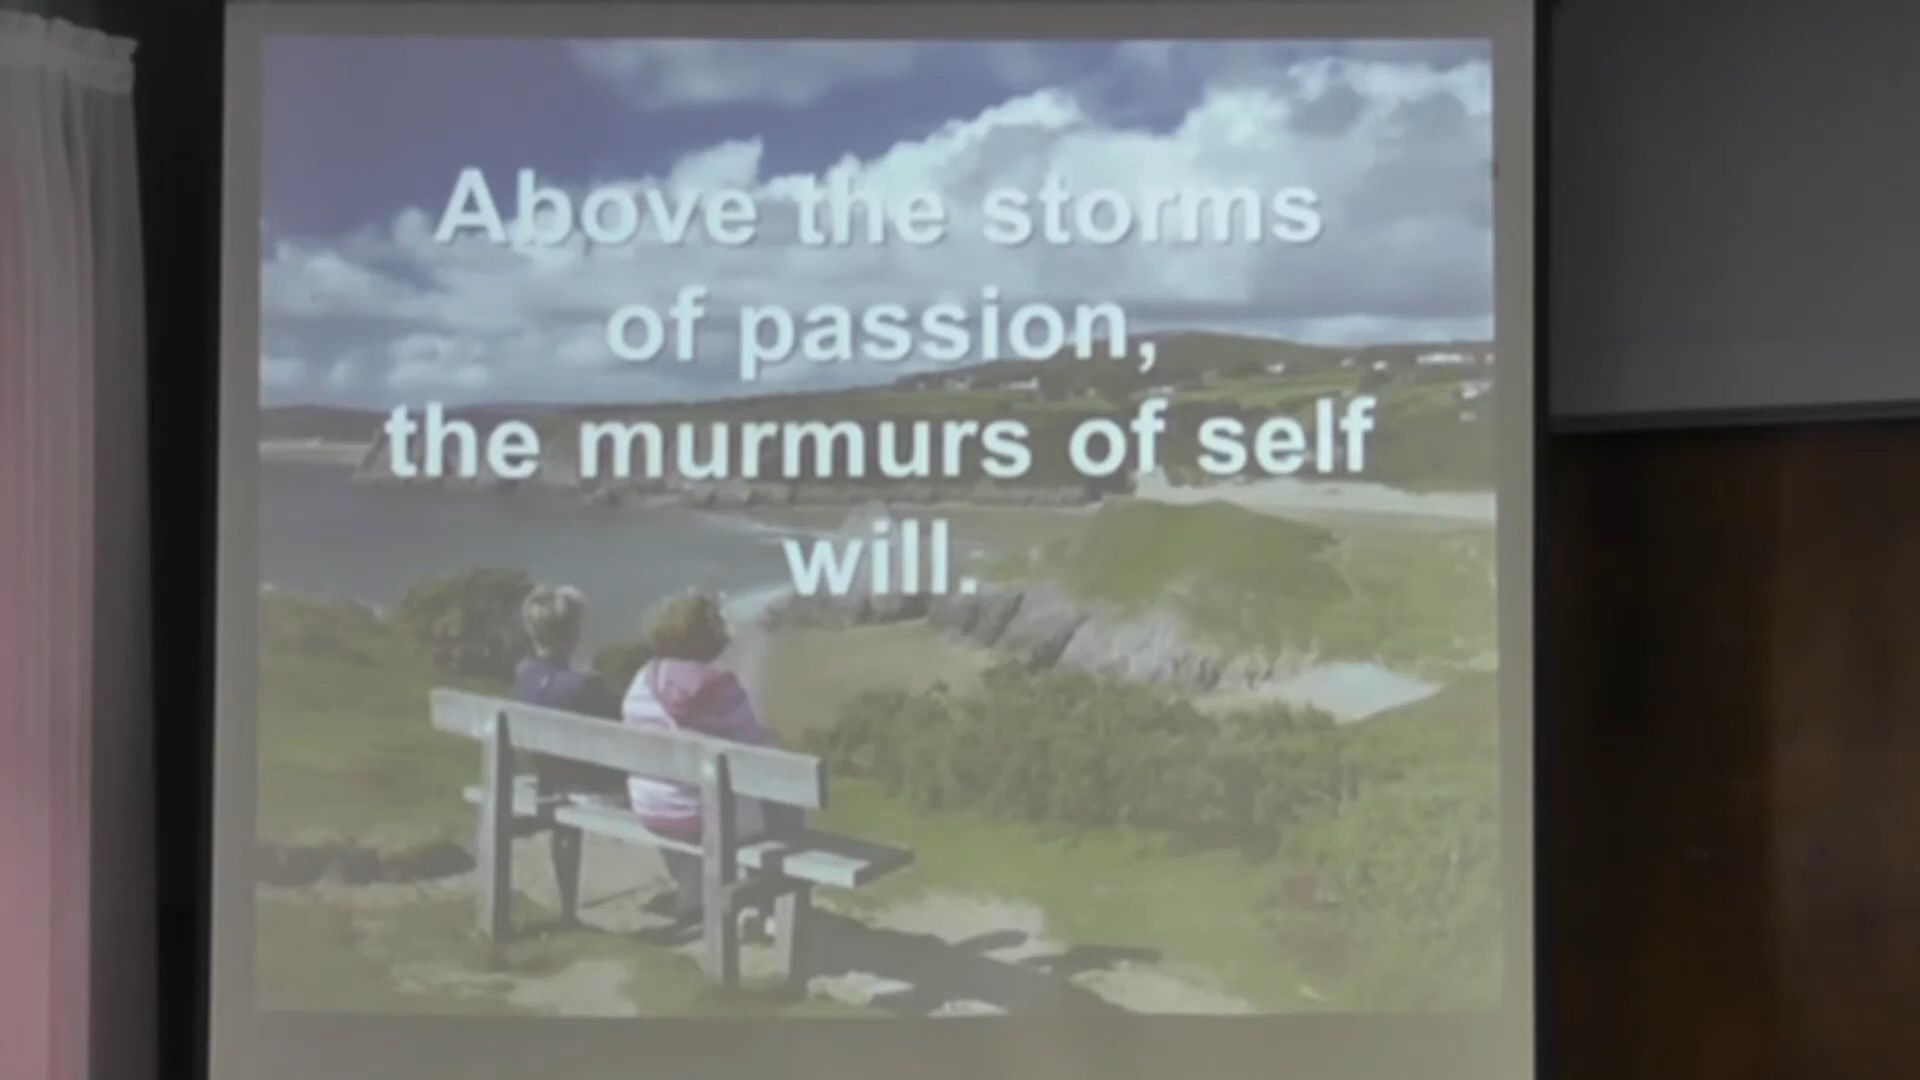 Above the storms
of passion,
the murmurs of self
will.